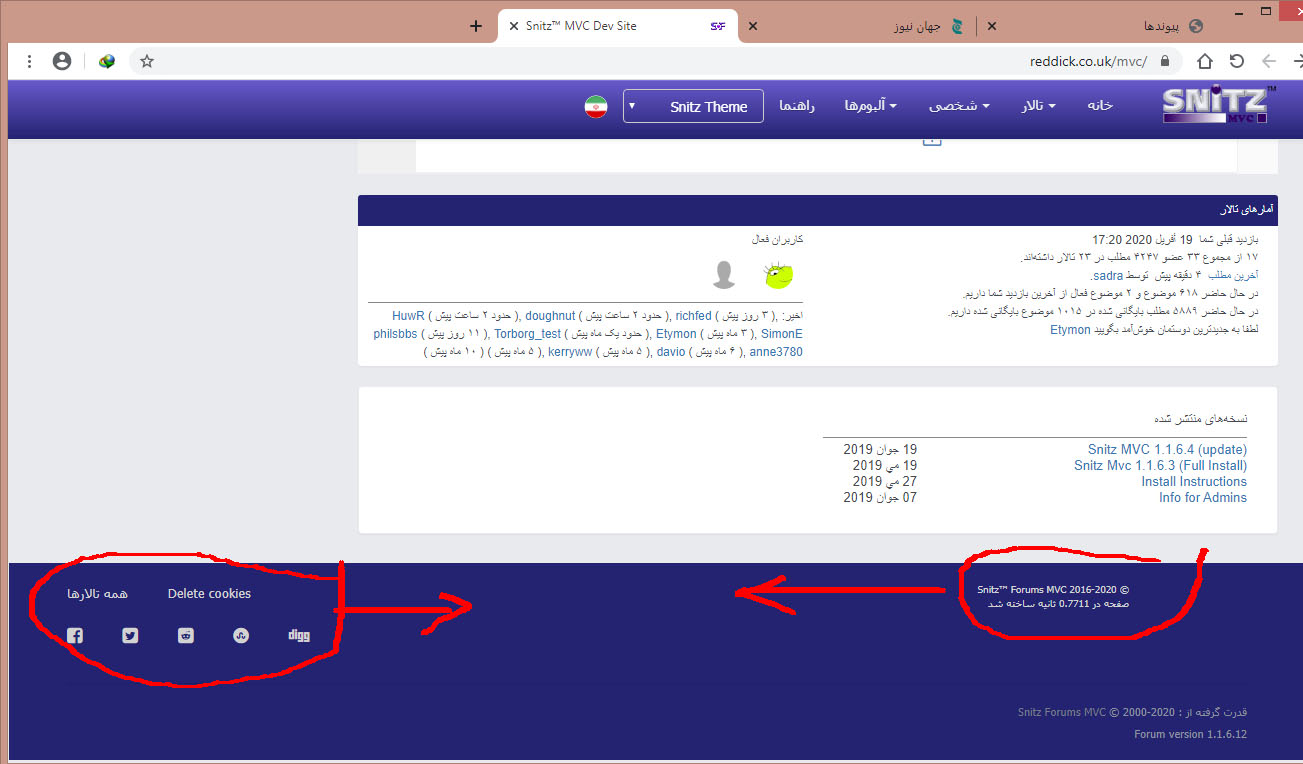 Snitz™ MVC Dev Site
جهان نیوز
پیوندها
reddick.co.uk/mvc/
SNiTZ™ MVC
خانه
تالار
شخصی
آلبوم‌ها
راهنما
Snitz Theme
آمارهای تالار
بازدید قبلی شما 19 أفریل 2020 17:20
۱۷ از مجموع ۳۳ عضو ۴۲۴۷ مطلب در ۲۳ تالار داشته‌اند.
آخرین مطلب ۴ دقیقه پیش توسط sadra.
در حال حاضر ۶۱۸ موضوع و ۲ موضوع فعال از آخرین بازدید شما داریم.
در حال حاضر ۵۸۸۹ مطلب بایگانی شده در ۱۰۱۵ موضوع بایگانی شده داریم.
لطفا به جدیدترین دوستمان خوش‌آمد بگویید Etymon
کاربران فعال
اخیر: HuwR ( حدود ۲ ساعت پیش ), doughnut ( حدود ۲ ساعت پیش ), richfed ( ۳ روز پیش ),
philsbbs ( ۱۱ روز پیش ), Torborg_test ( حدود یک ماه پیش ), Etymon ( ۳ ماه پیش ), SimonE
( ۵ ماه پیش ) ( ۱۰ ماه پیش ) kerryww ( ۵ ماه پیش ), davio ( ۶ ماه پیش ), anne3780
نسخه‌های منتشر شده
Snitz MVC 1.1.6.4 (update) 19 جوان 2019
Snitz Mvc 1.1.6.3 (Full Install) 19 مي 2019
Install Instructions 27 مي 2019
Info for Admins 07 جوان 2019
Snitz™ Forums MVC 2016-2020 ©
صفحه در 0.7711 ثانیه ساخته شد
همه تالارها
Delete cookies
digg
قدرت گرفته از : Snitz Forums MVC © 2000-2020
Forum version 1.1.6.12